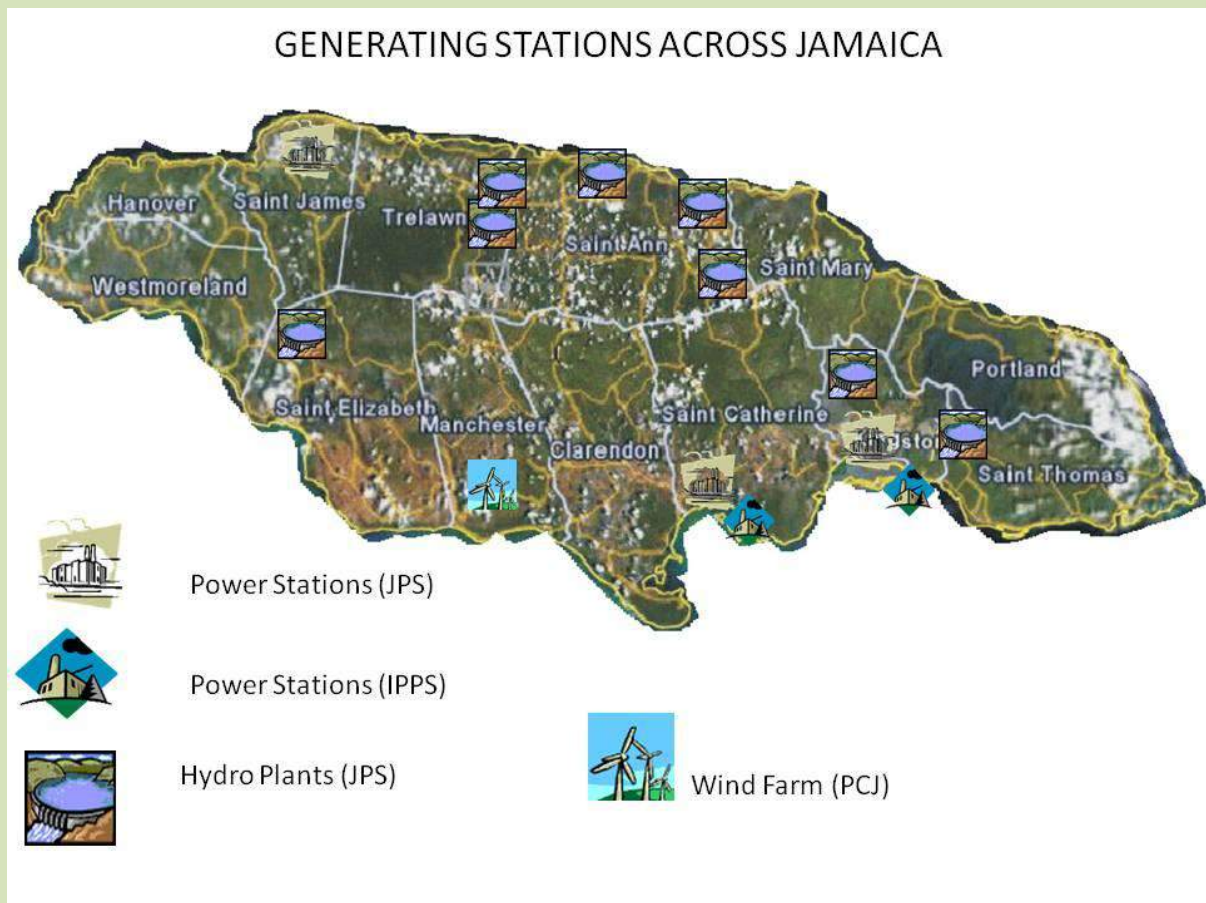 GENERATING STATIONS ACROSS JAMAICA
Hanover
Saint James
Trelawn
Saint Ann
Saint Mary
Westmoreland
Portland
Saint Elizabeth
Manchester
Saint Catherine
Clarendon
ston
Saint Thomas
Power Stations (JPS)
Power Stations (IPPS)
Hydro Plants (JPS)
Wind Farm (PCJ)